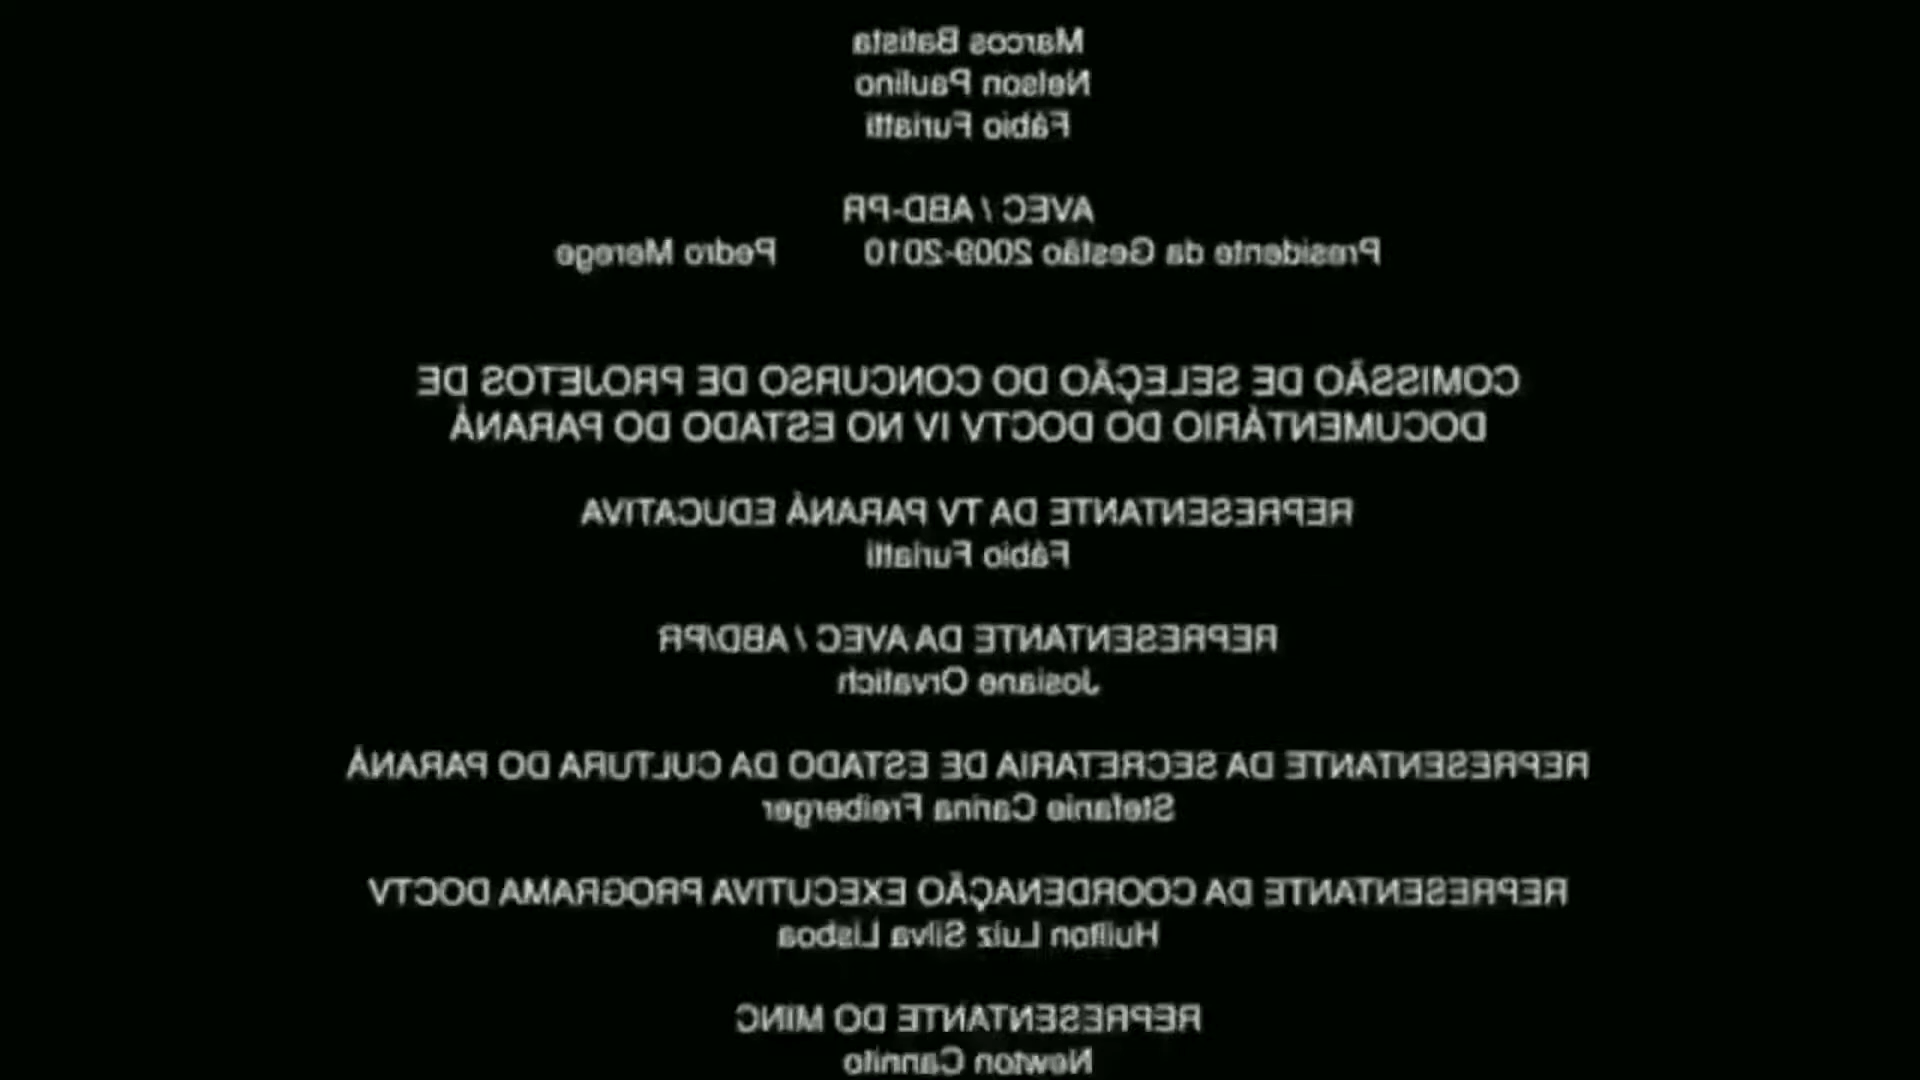 Marcos Batista
Nelson Paulino
Fábio Furiatti
AVEC / ABD-PR
Presidente da Gestão 2009-2010 Pedro Merege
COMISSÃO DE SELEÇÃO DO CONCURSO DE PROJETOS DE
DOCUMENTÁRIO DO DOCTV IV NO ESTADO DO PARANÁ
REPRESENTANTE DA TV PARANÁ EDUCATIVA
Fábio Furiatti
REPRESENTANTE DA AVEC / ABD/PR
Josiane Orvatich
REPRESENTANTE DA SECRETARIA DE ESTADO DA CULTURA DO PARANÁ
Stefanie Carina Freiberger
REPRESENTANTE DA COORDENAÇÃO EXECUTIVA PROGRAMA DOCTV
Huilton Luiz Silva Lisboa
REPRESENTANTE DO MINC
Newton Cannito